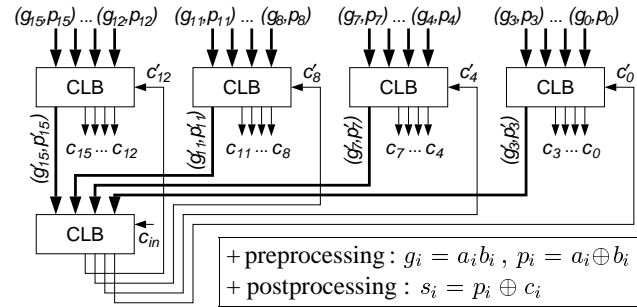 (g15,p15) ... (g12,p12) (g11,p11) ... (g8,p8) (g7,p7) ... (g4,p4) (g3,p3) ... (g0,p0)
CLB c′12 CLB c′8 CLB c′4 CLB c′0
(g′15,p′15) (g′11,p′11) (g′7,p′7) (g′3,p′3)
c15 ... c12 c11 ... c8 c7 ... c4 c3 ... c0
CLB cin
+ preprocessing : gi = aibi , pi = ai ⊕ bi
+ postprocessing : si = pi ⊕ ci